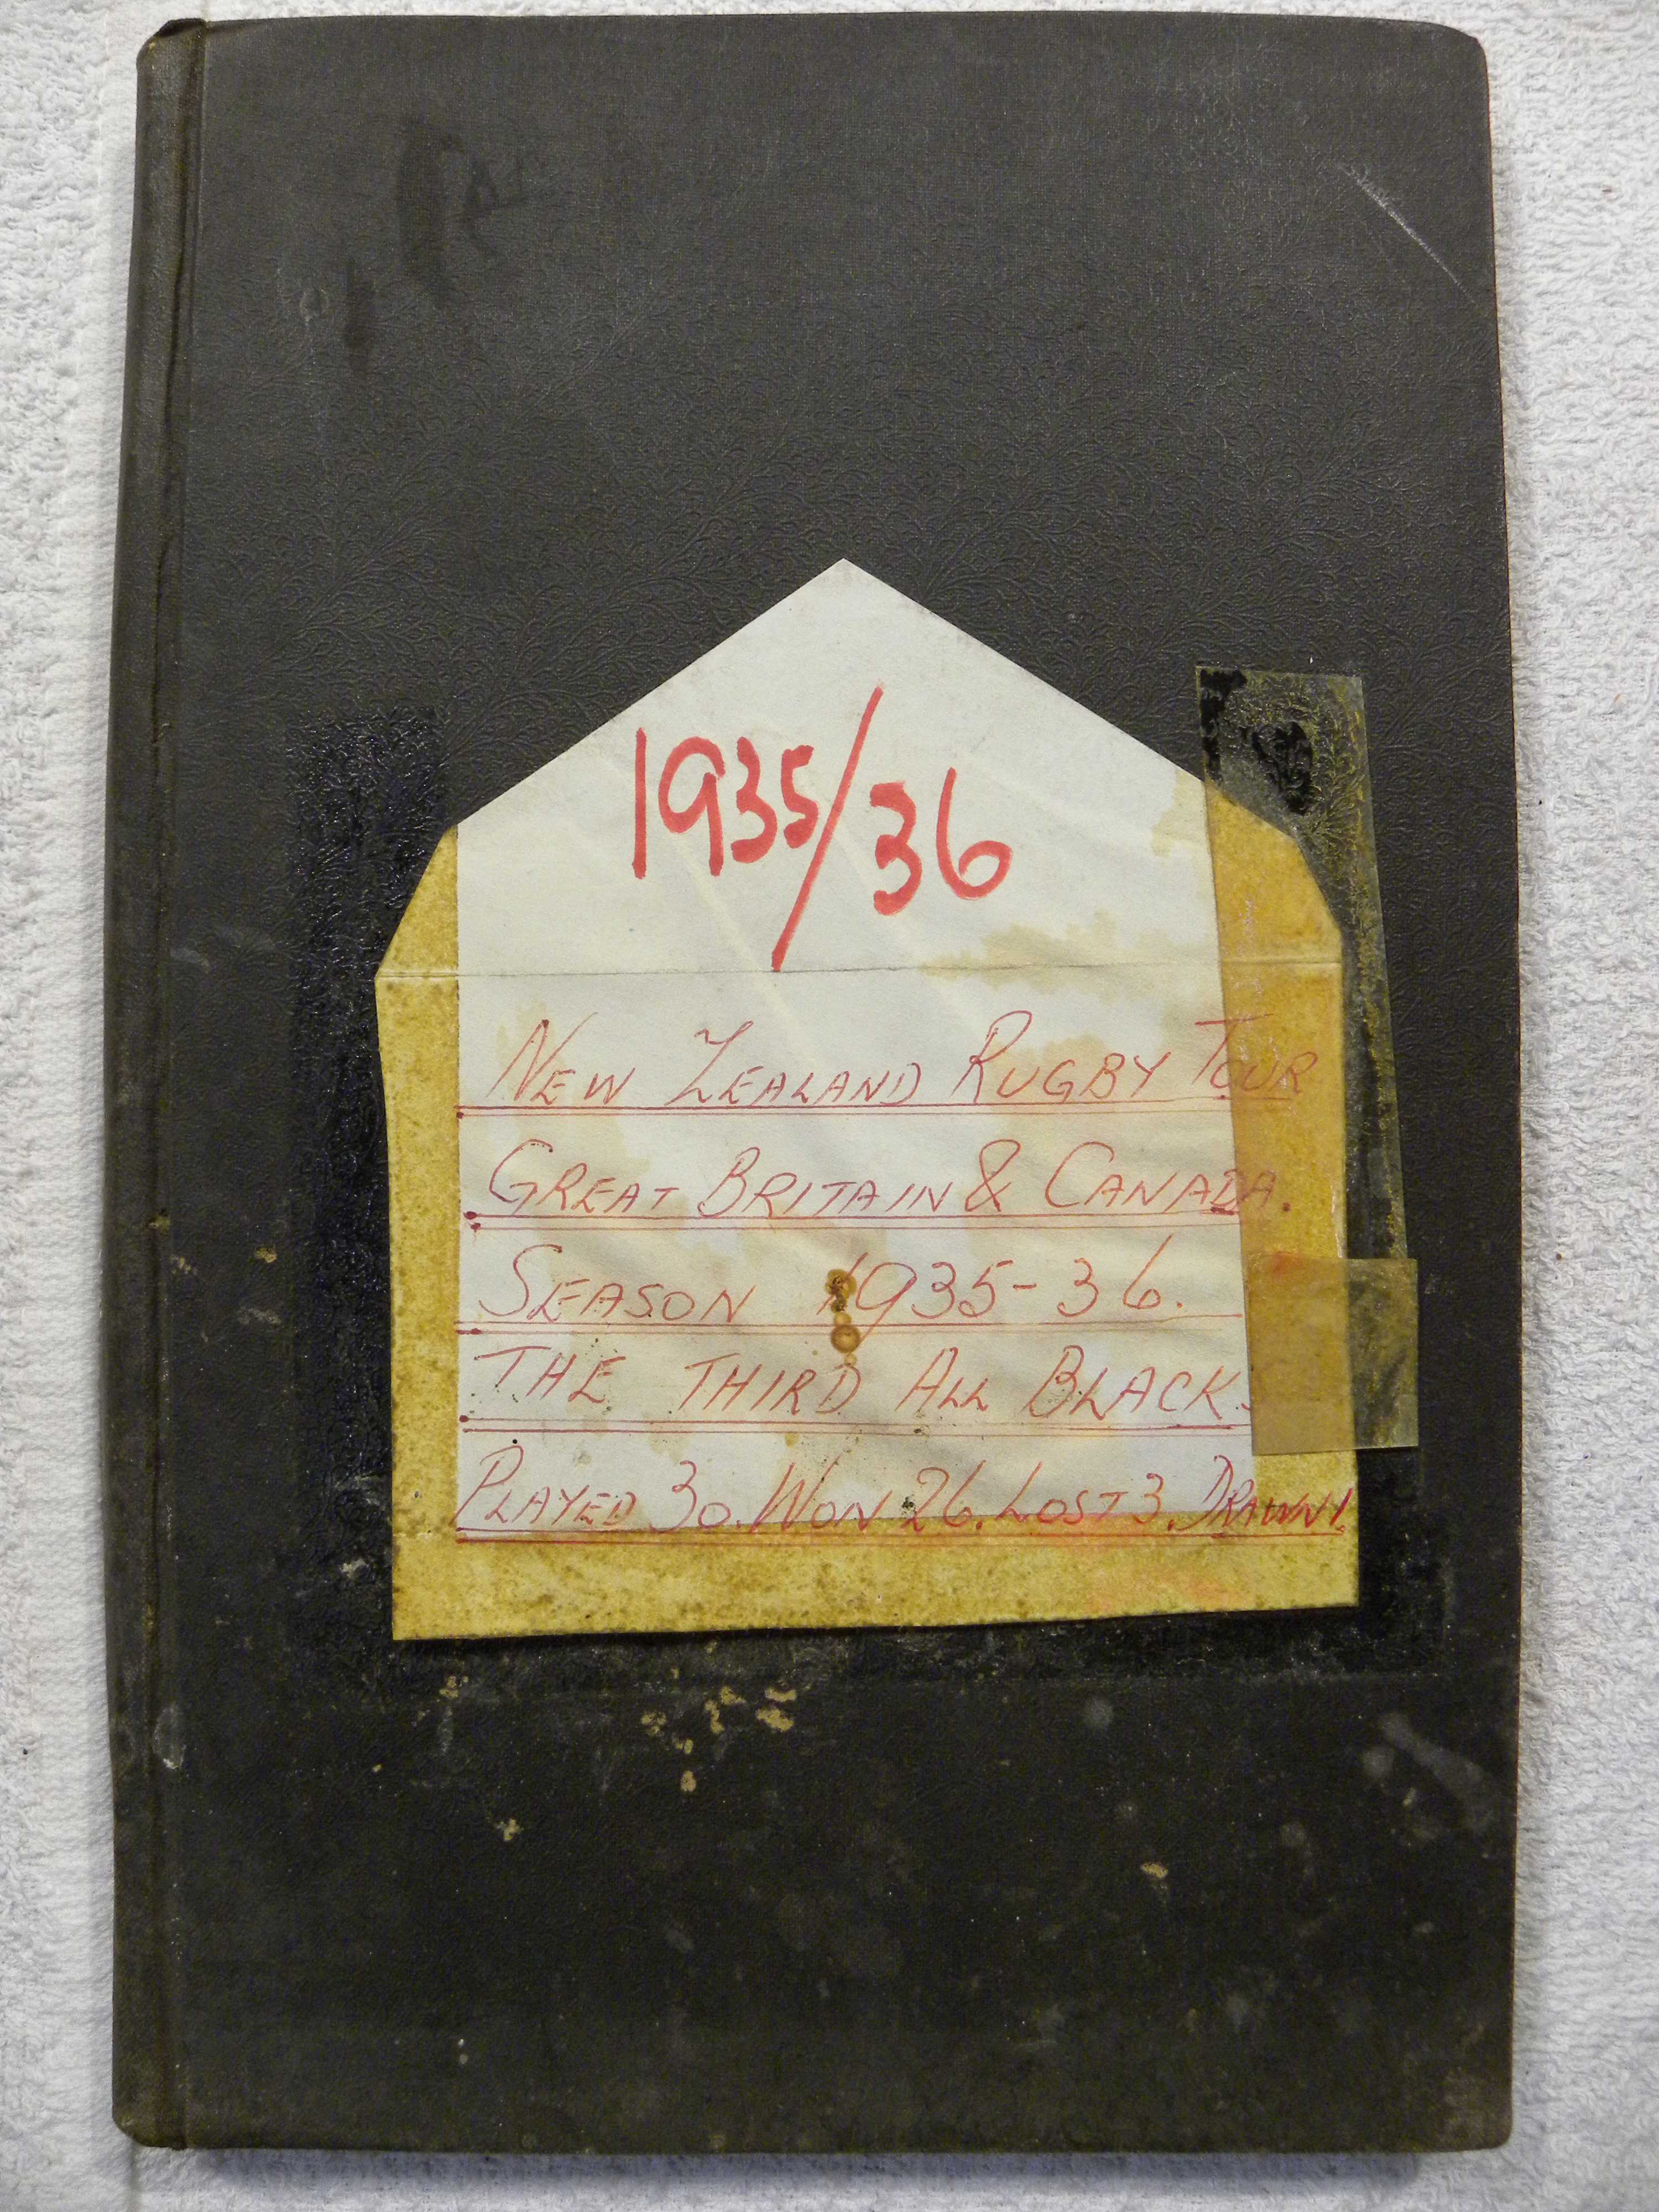 1935/36
NEW ZEALAND RUGBY TOUR
GREAT BRITAIN & CANADA.
SEASON 1935-36.
THE THIRD ALL BLACK.
PLAYED 30. WON 26. LOST 3. DRAWN 1.